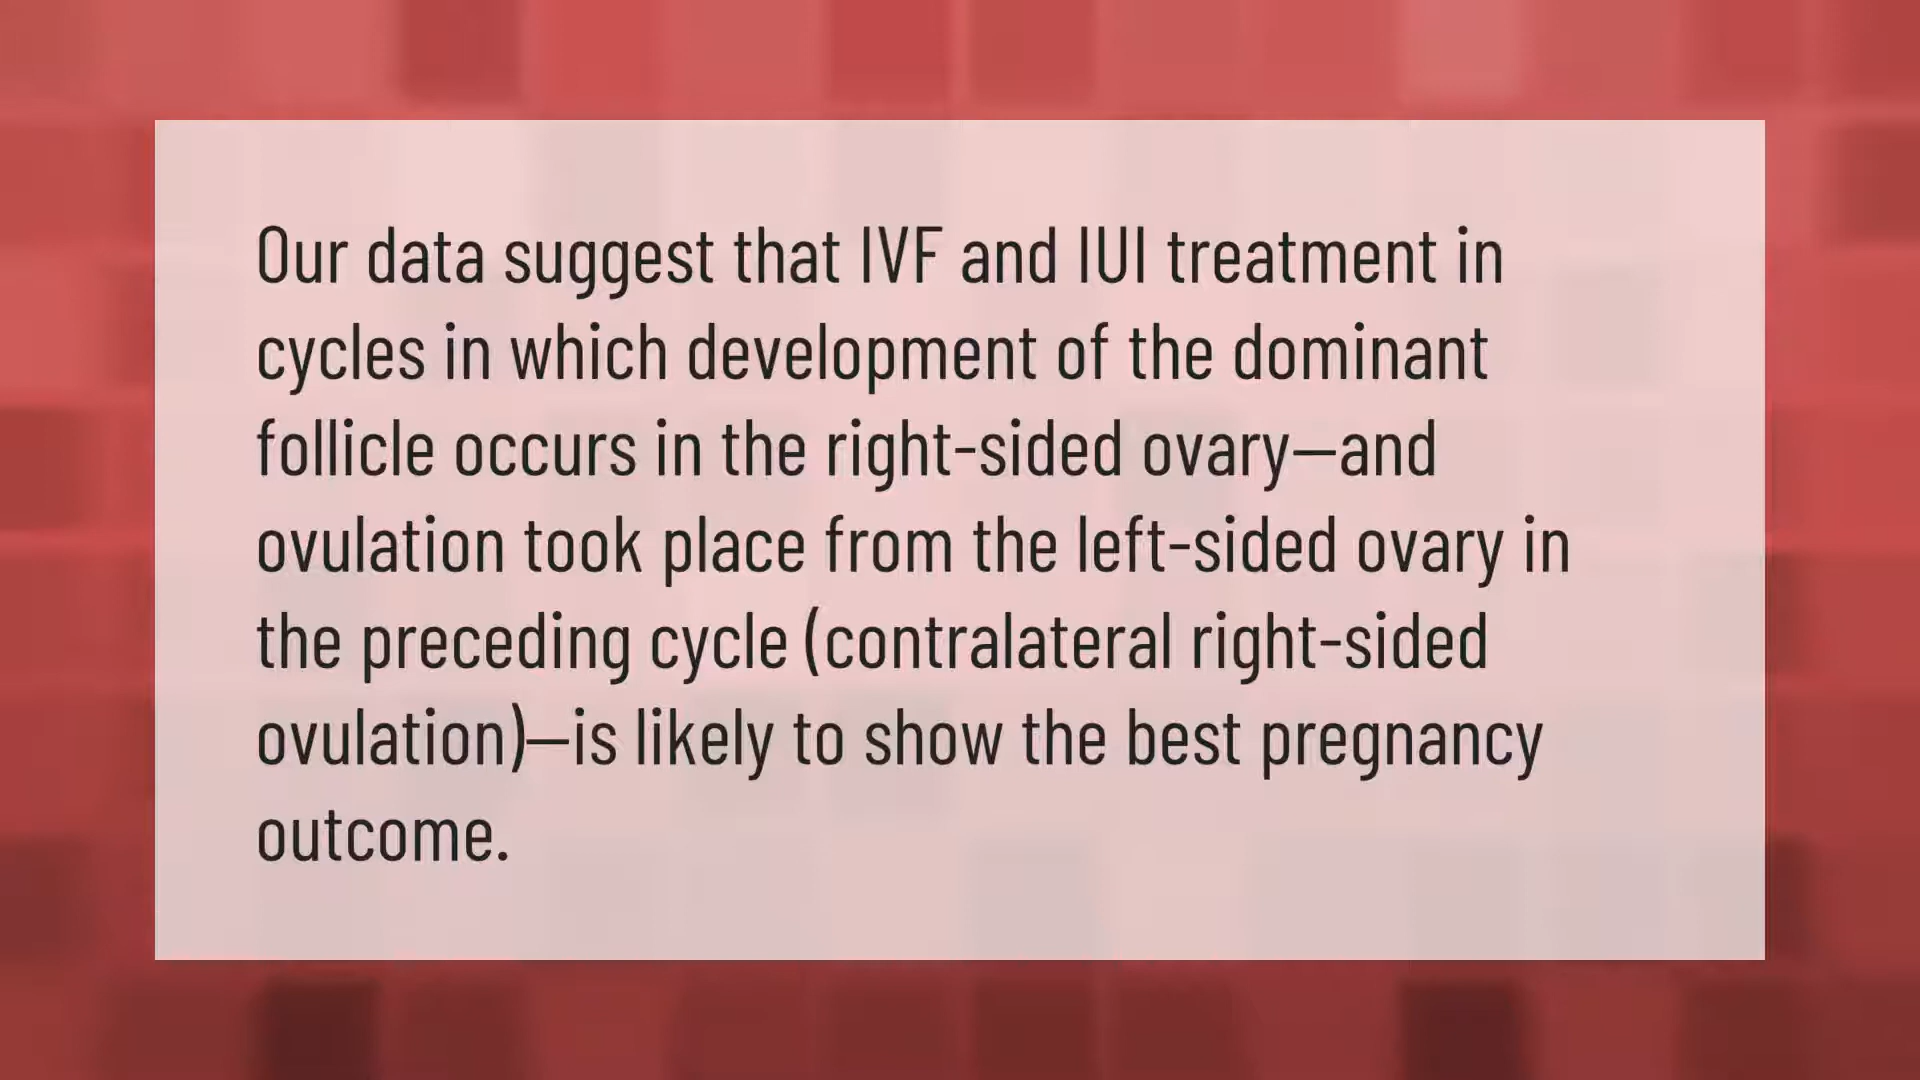 Our data suggest that IVF and IUI treatment in
cycles in which development of the dominant
follicle occurs in the right-sided ovary—and
ovulation took place from the left-sided ovary in
the preceding cycle (contralateral right-sided
ovulation)—is likely to show the best pregnancy
outcome.